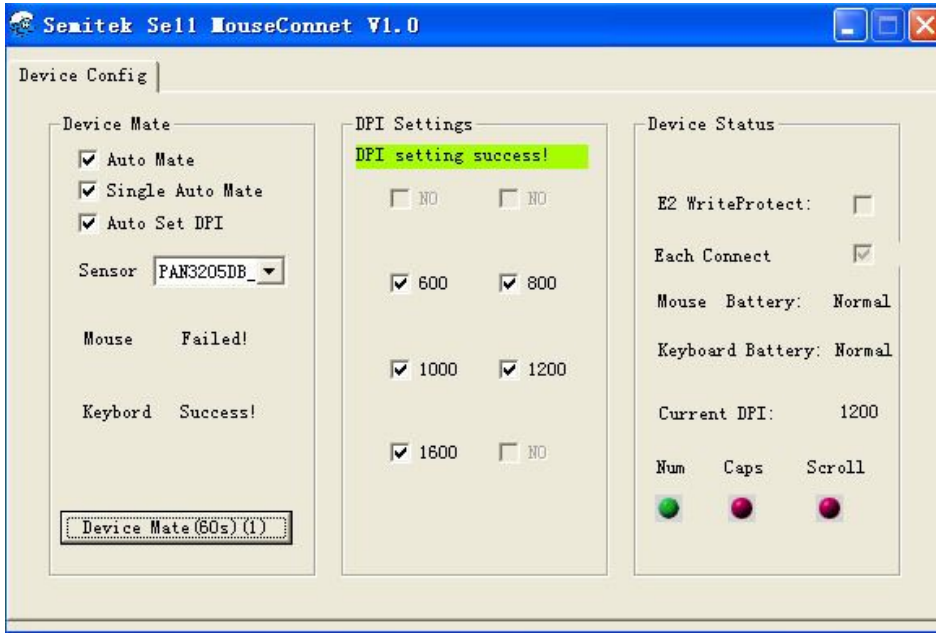 Semitek Sell MouseConnet V1.0
Device Config
Device Mate
Auto Mate
Single Auto Mate
Auto Set DPI
Sensor PAN3205DB_
Mouse Failed!
Keybord Success!
Device Mate(60s)(1)
DPI Settings
DPI setting success!
NO NO
600 800
1000 1200
1600 NO
Device Status
E2 WriteProtect:
Each Connect
Mouse Battery: Normal
Keyboard Battery: Normal
Current DPI: 1200
Num Caps Scroll